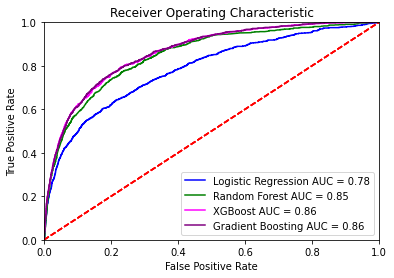 Receiver Operating Characteristic
True Positive Rate
1.0
0.8
0.6
0.4
0.2
0.0
Logistic Regression AUC = 0.78
Random Forest AUC = 0.85
XGBoost AUC = 0.86
Gradient Boosting AUC = 0.86
0.0 0.2 0.4 0.6 0.8 1.0
False Positive Rate